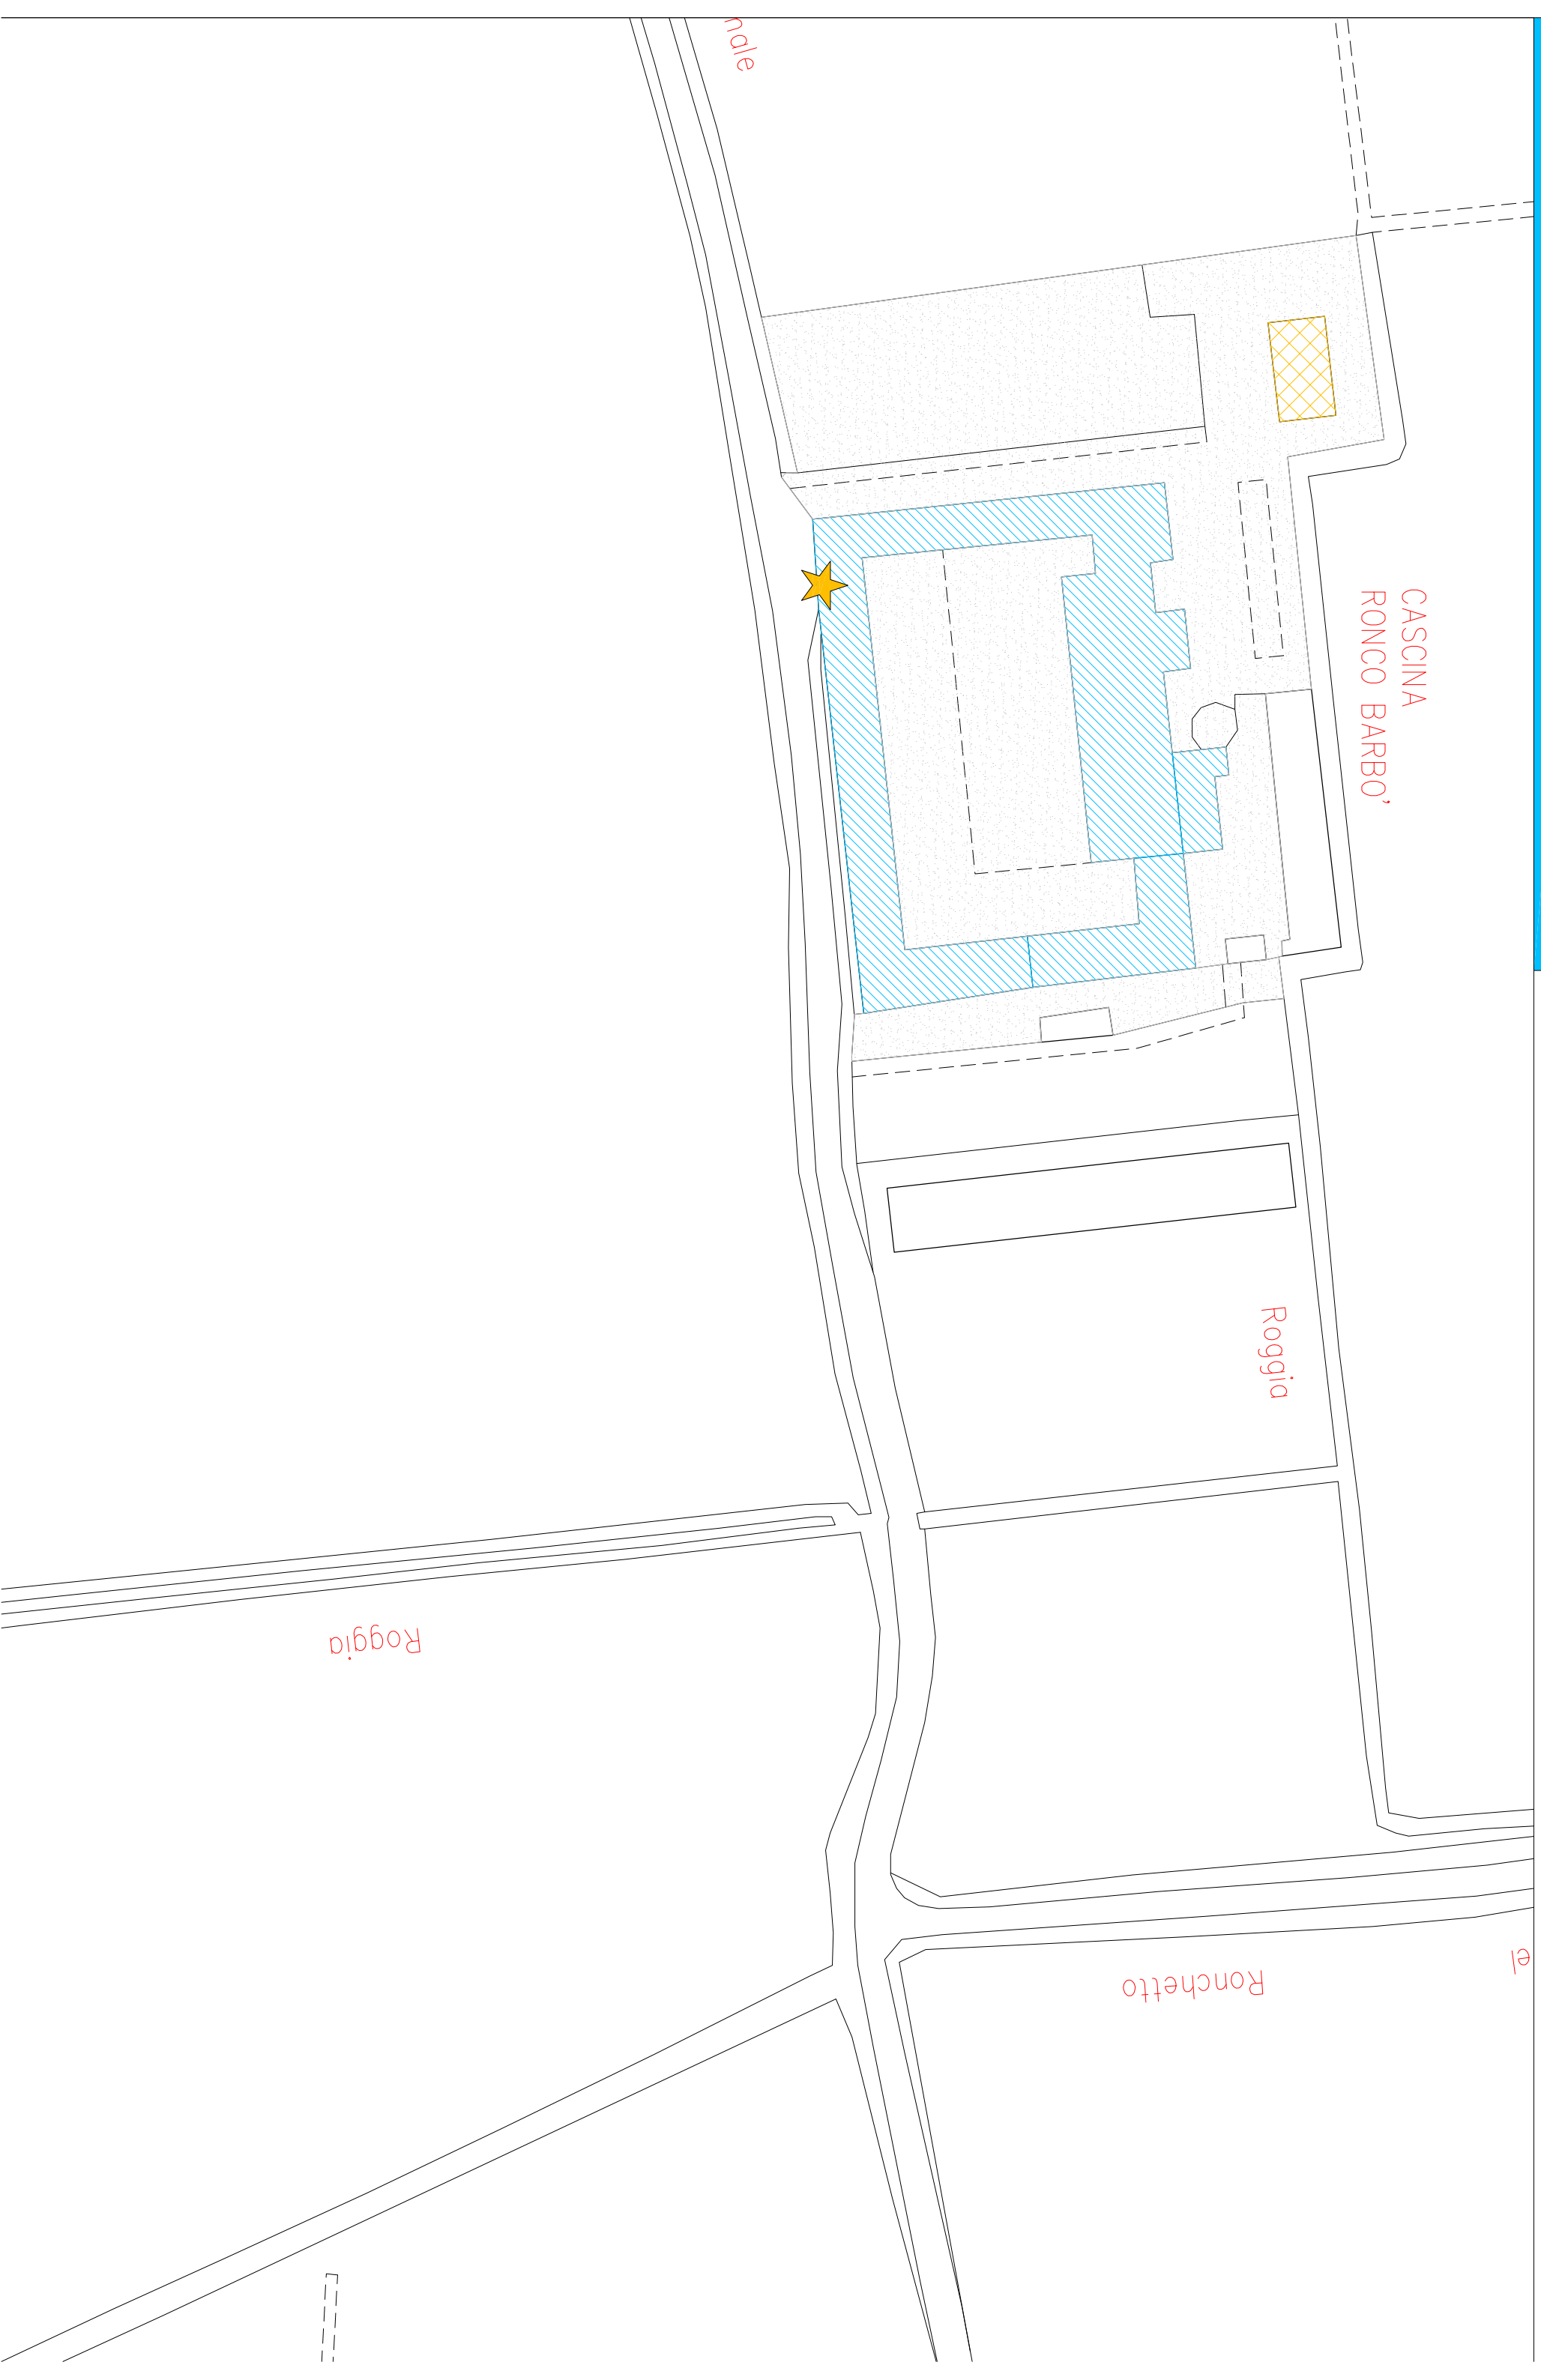 nale
CASCINA
RONCO BARBO'
Roggia
Roggia
Ronchetto
el